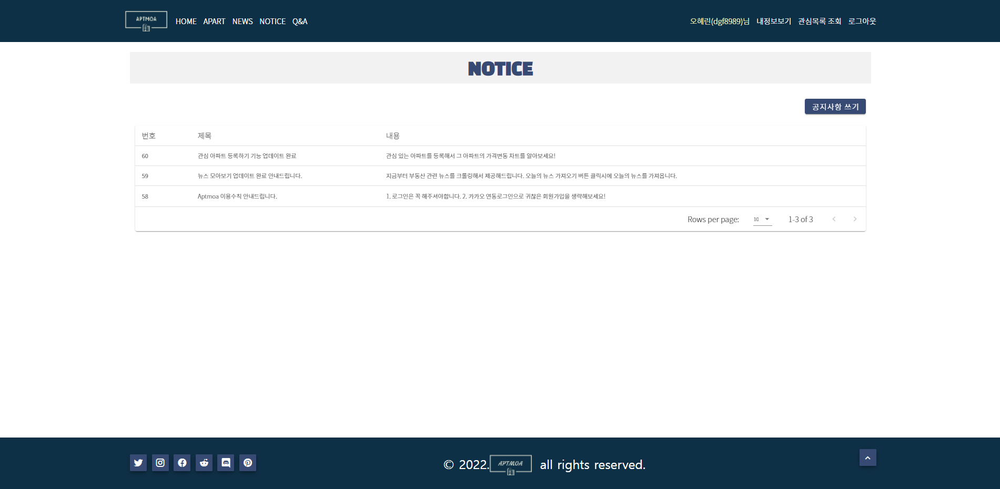 APTMOA HOME APART NEWS NOTICE Q&A 오혜린(dgf8989)님 내정보보기 관심목록 조회 로그아웃
NOTICE
공지사항 쓰기
번호 제목 내용
60 관심 아파트 등록하기 기능 업데이트 완료 관심 있는 아파트를 등록해서 그 아파트의 가격변동 차트를 알아보세요!
59 뉴스 모아보기 업데이트 완료 안내드립니다. 지금부터 부동산 관련 뉴스를 크롤링해서 제공해드립니다. 오늘의 뉴스 가져오기 버튼 클릭시에 오늘의 뉴스를 가져옵니다.
58 Aptmoa 이용수칙 안내드립니다. 1. 로그인은 꼭 해주셔야합니다. 2. 카카오 연동로그인으로 귀찮은 회원가입을 생략해보세요!
Rows per page: 10 1-3 of 3
© 2022. APTMOA all rights reserved.